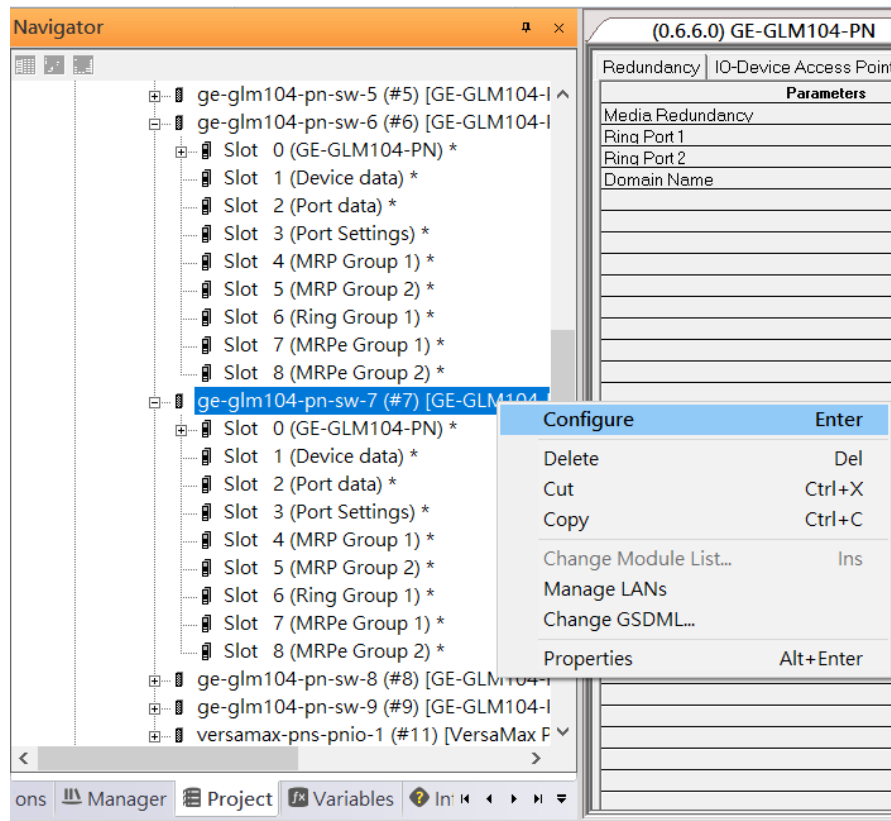 Navigator
ge-glm104-pn-sw-5 (#5) [GE-GLM104-
ge-glm104-pn-sw-6 (#6) [GE-GLM104-
Slot 0 (GE-GLM104-PN) *
Slot 1 (Device data) *
Slot 2 (Port data) *
Slot 3 (Port Settings) *
Slot 4 (MRP Group 1) *
Slot 5 (MRP Group 2) *
Slot 6 (Ring Group 1) *
Slot 7 (MRPe Group 1) *
Slot 8 (MRPe Group 2) *
ge-glm104-pn-sw-7 (#7) [GE-GLM104-
Slot 0 (GE-GLM104-PN) *
Slot 1 (Device data) *
Slot 2 (Port data) *
Slot 3 (Port Settings) *
Slot 4 (MRP Group 1) *
Slot 5 (MRP Group 2) *
Slot 6 (Ring Group 1) *
Slot 7 (MRPe Group 1) *
Slot 8 (MRPe Group 2) *
ge-glm104-pn-sw-8 (#8) [GE-GLM104-
ge-glm104-pn-sw-9 (#9) [GE-GLM104-
versamax-pns-pnio-1 (#11) [VersaMax P
ons Manager Project Variables In
(0.6.6.0) GE-GLM104-PN
Redundancy IO-Device Access Point
Parameters
Media Redundancy
Ring Port 1
Ring Port 2
Domain Name
Configure Enter
Delete Del
Cut Ctrl+X
Copy Ctrl+C
Change Module List... Ins
Manage LANs
Change GSDML...
Properties Alt+Enter